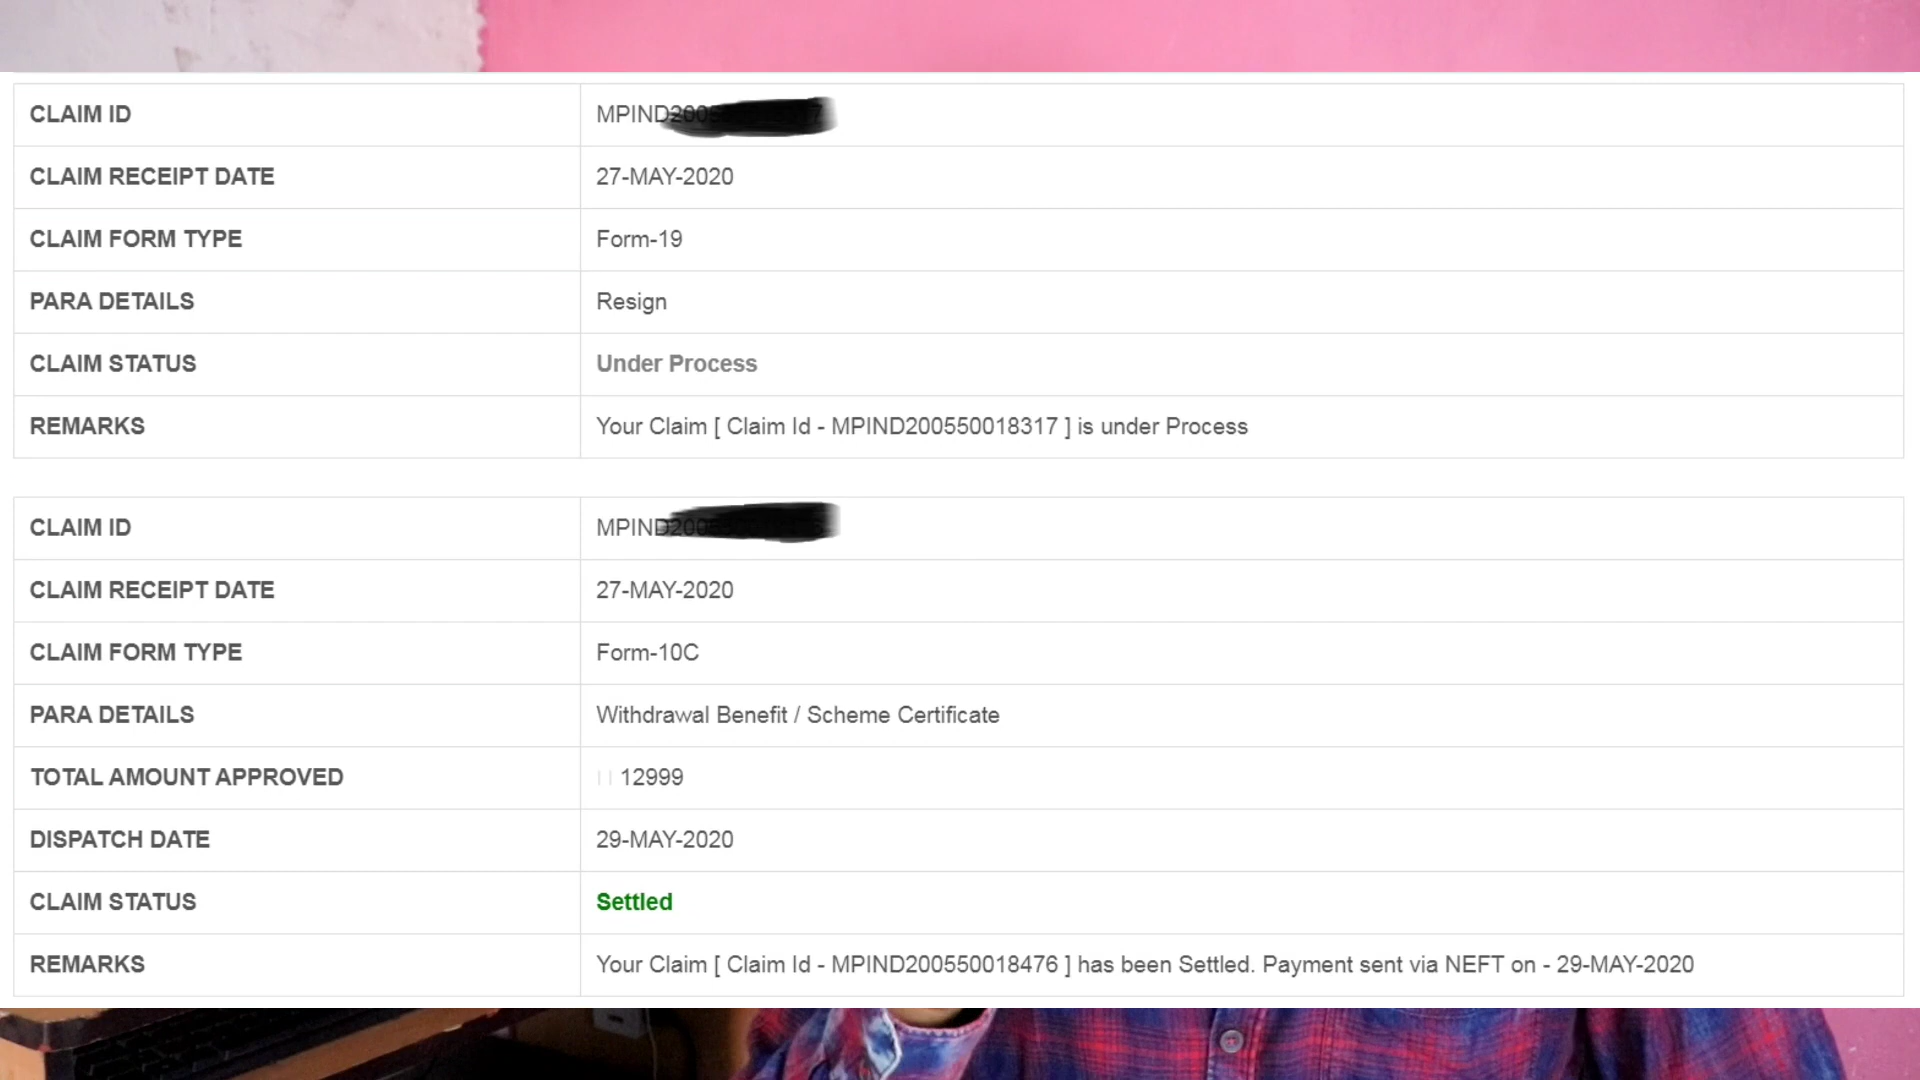 CLAIM ID MPIND
CLAIM RECEIPT DATE 27-MAY-2020
CLAIM FORM TYPE Form-19
PARA DETAILS Resign
CLAIM STATUS Under Process
REMARKS Your Claim [ Claim Id - MPIND200550018317 ] is under Process
CLAIM ID MPIND
CLAIM RECEIPT DATE 27-MAY-2020
CLAIM FORM TYPE Form-10C
PARA DETAILS Withdrawal Benefit / Scheme Certificate
TOTAL AMOUNT APPROVED 12999
DISPATCH DATE 29-MAY-2020
CLAIM STATUS Settled
REMARKS Your Claim [ Claim Id - MPIND200550018476 ] has been Settled. Payment sent via NEFT on - 29-MAY-2020